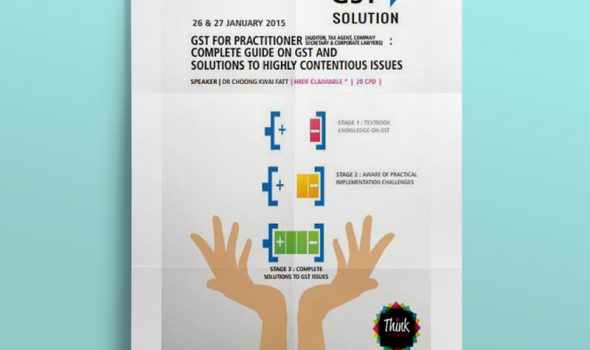 GST
SOLUTION
26 & 27 JANUARY 2015
GST FOR PRACTITIONER (AUDITOR, TAX AGENT, COMPANY SECRETARY & CORPORATE LAWYERS) :
COMPLETE GUIDE ON GST AND
SOLUTIONS TO HIGHLY CONTENTIOUS ISSUES
SPEAKER | DR CHOONG KWAI FATT | HRDF CLAIMABLE * | 20 CPD |
STAGE 1 : TEXTBOOK
KNOWLEDGE ON GST
STAGE 2 : AWARE OF PRACTICAL
IMPLEMENTATION CHALLENGES
STAGE 3 : COMPLETE
SOLUTIONS TO GST ISSUES
Think